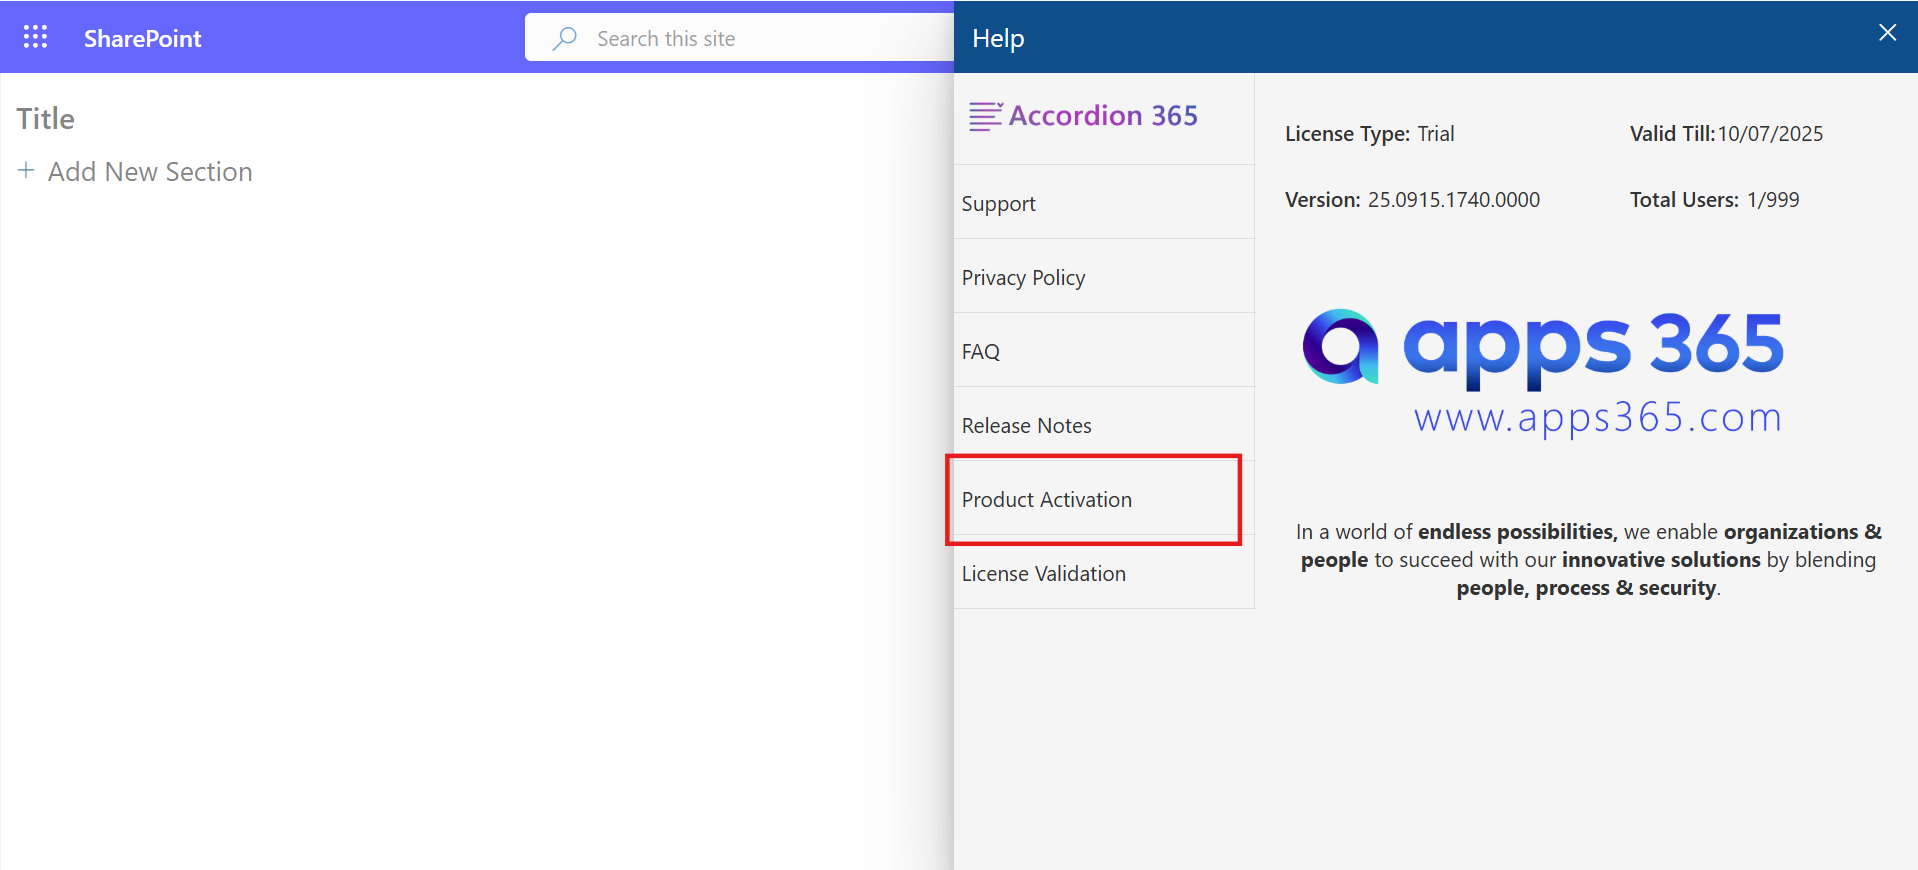 SharePoint
Search this site
Help
Title
+ Add New Section
Accordion 365
Support
Privacy Policy
FAQ
Release Notes
Product Activation
License Validation
License Type: Trial
Valid Till:10/07/2025
Version: 25.0915.1740.0000
Total Users: 1/999
apps 365
www.apps365.com
In a world of endless possibilities, we enable organizations &
people to succeed with our innovative solutions by blending
people, process & security.